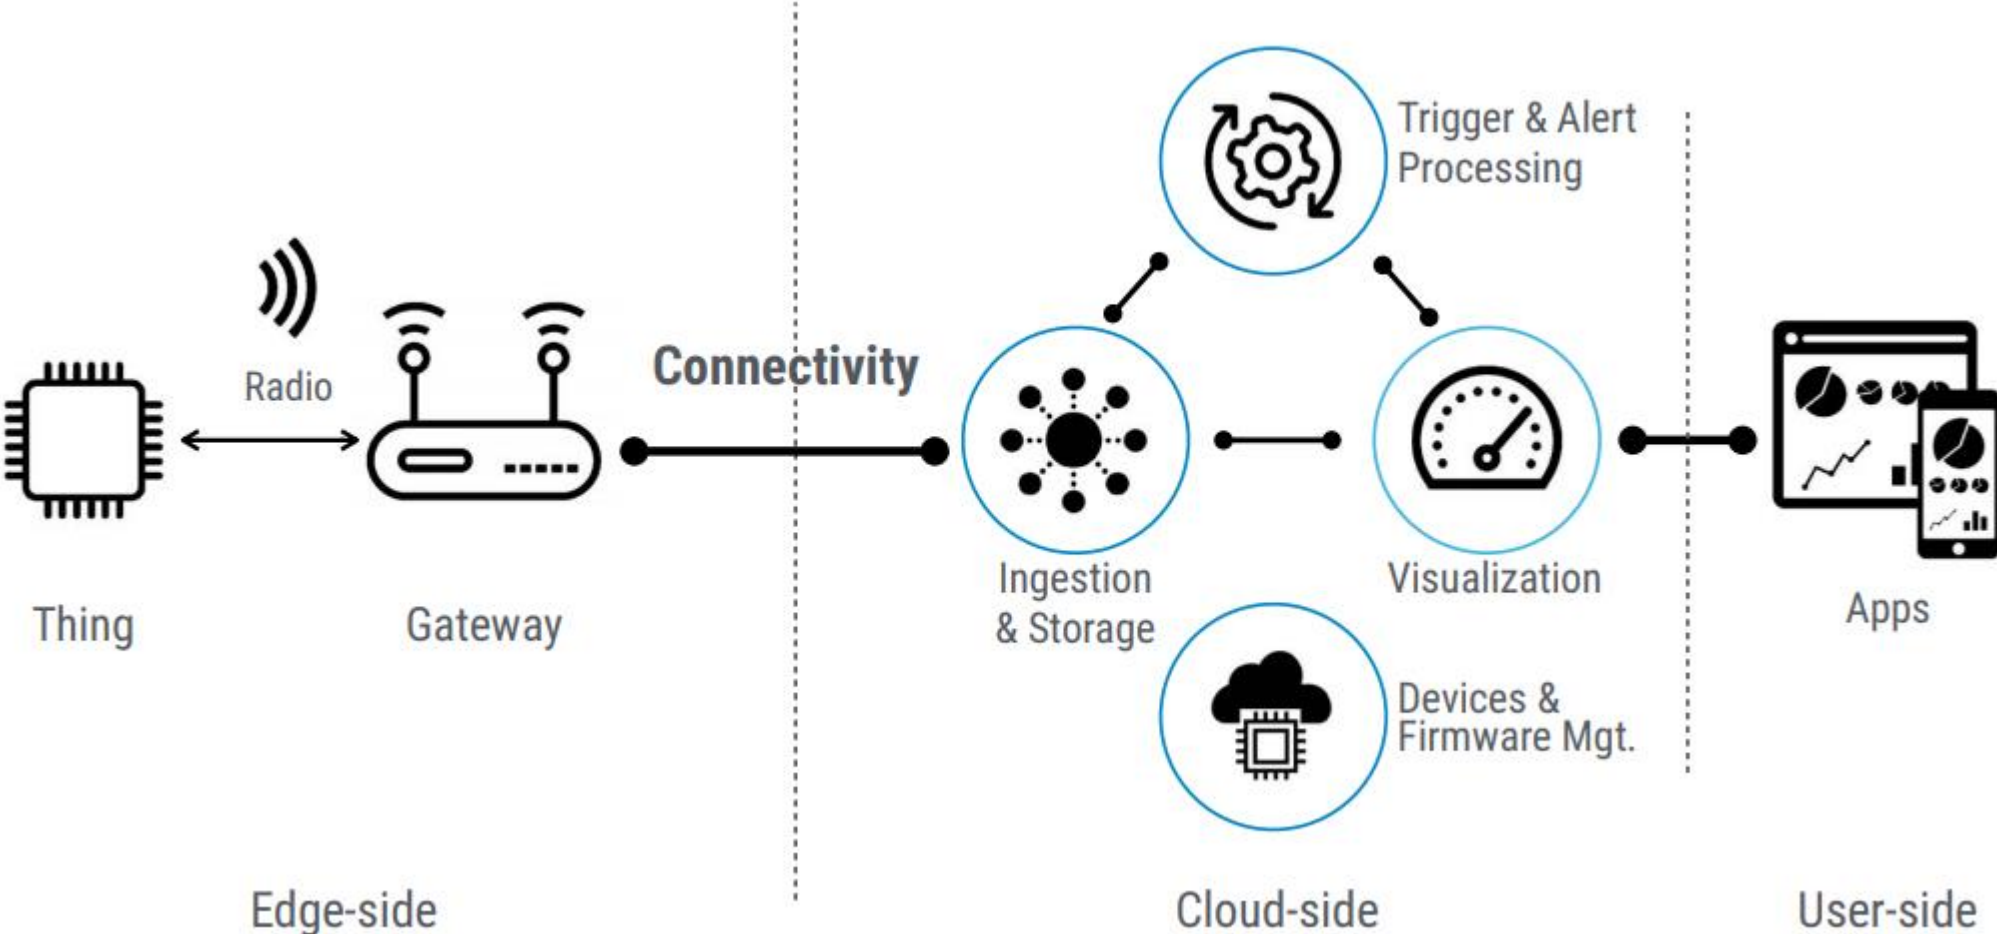 Trigger & Alert
Processing
Radio
Connectivity
Ingestion
& Storage
Visualization
Thing
Gateway
Apps
Devices &
Firmware Mgt.
Edge-side
Cloud-side
User-side